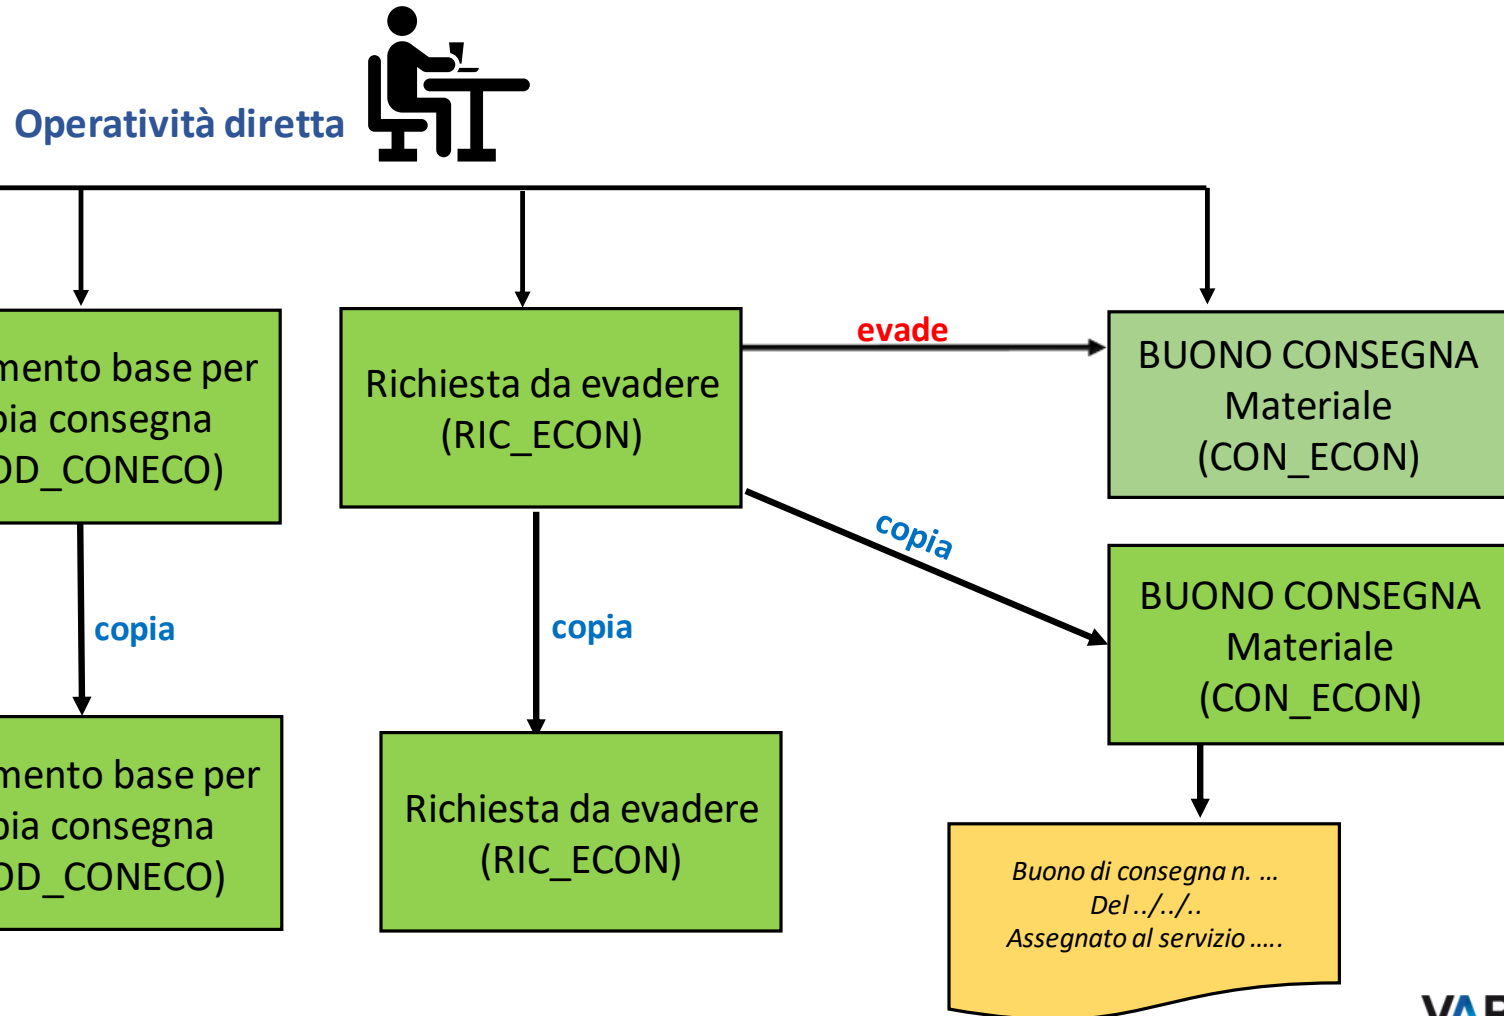 Operatività diretta
evade
mento base per
pia consegna
OD_CONECO)
Richiesta da evadere
(RIC_ECON)
BUONO CONSEGNA
Materiale
(CON_ECON)
copia
copia
copia
BUONO CONSEGNA
Materiale
(CON_ECON)
mento base per
pia consegna
OD_CONECO)
Richiesta da evadere
(RIC_ECON)
Buono di consegna n. ...
Del ../../..
Assegnato al servizio .....